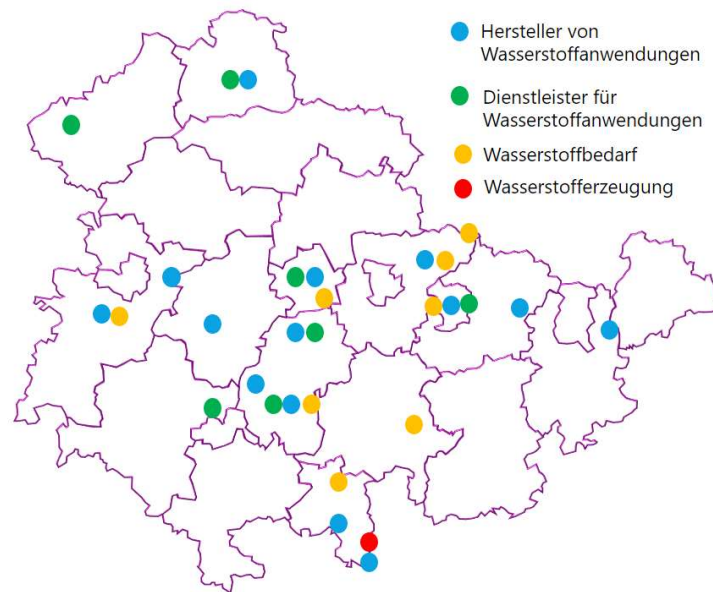 Hersteller von
Wasserstoffanwendungen
Dienstleister für
Wasserstoffanwendungen
Wasserstoffbedarf
Wasserstofferzeugung